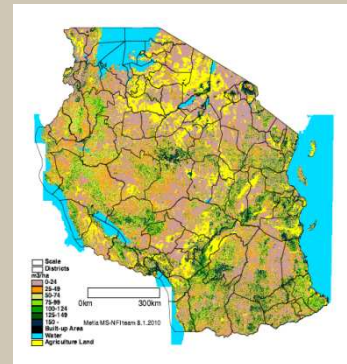 Scale
Districts
m3/ha
0-24
25-49
50-74
75-99
100-124
125-149
150 -
Built-up Area
Water
Agriculture Land
0km 300km
Metla MS-NFI team 8.1.2010